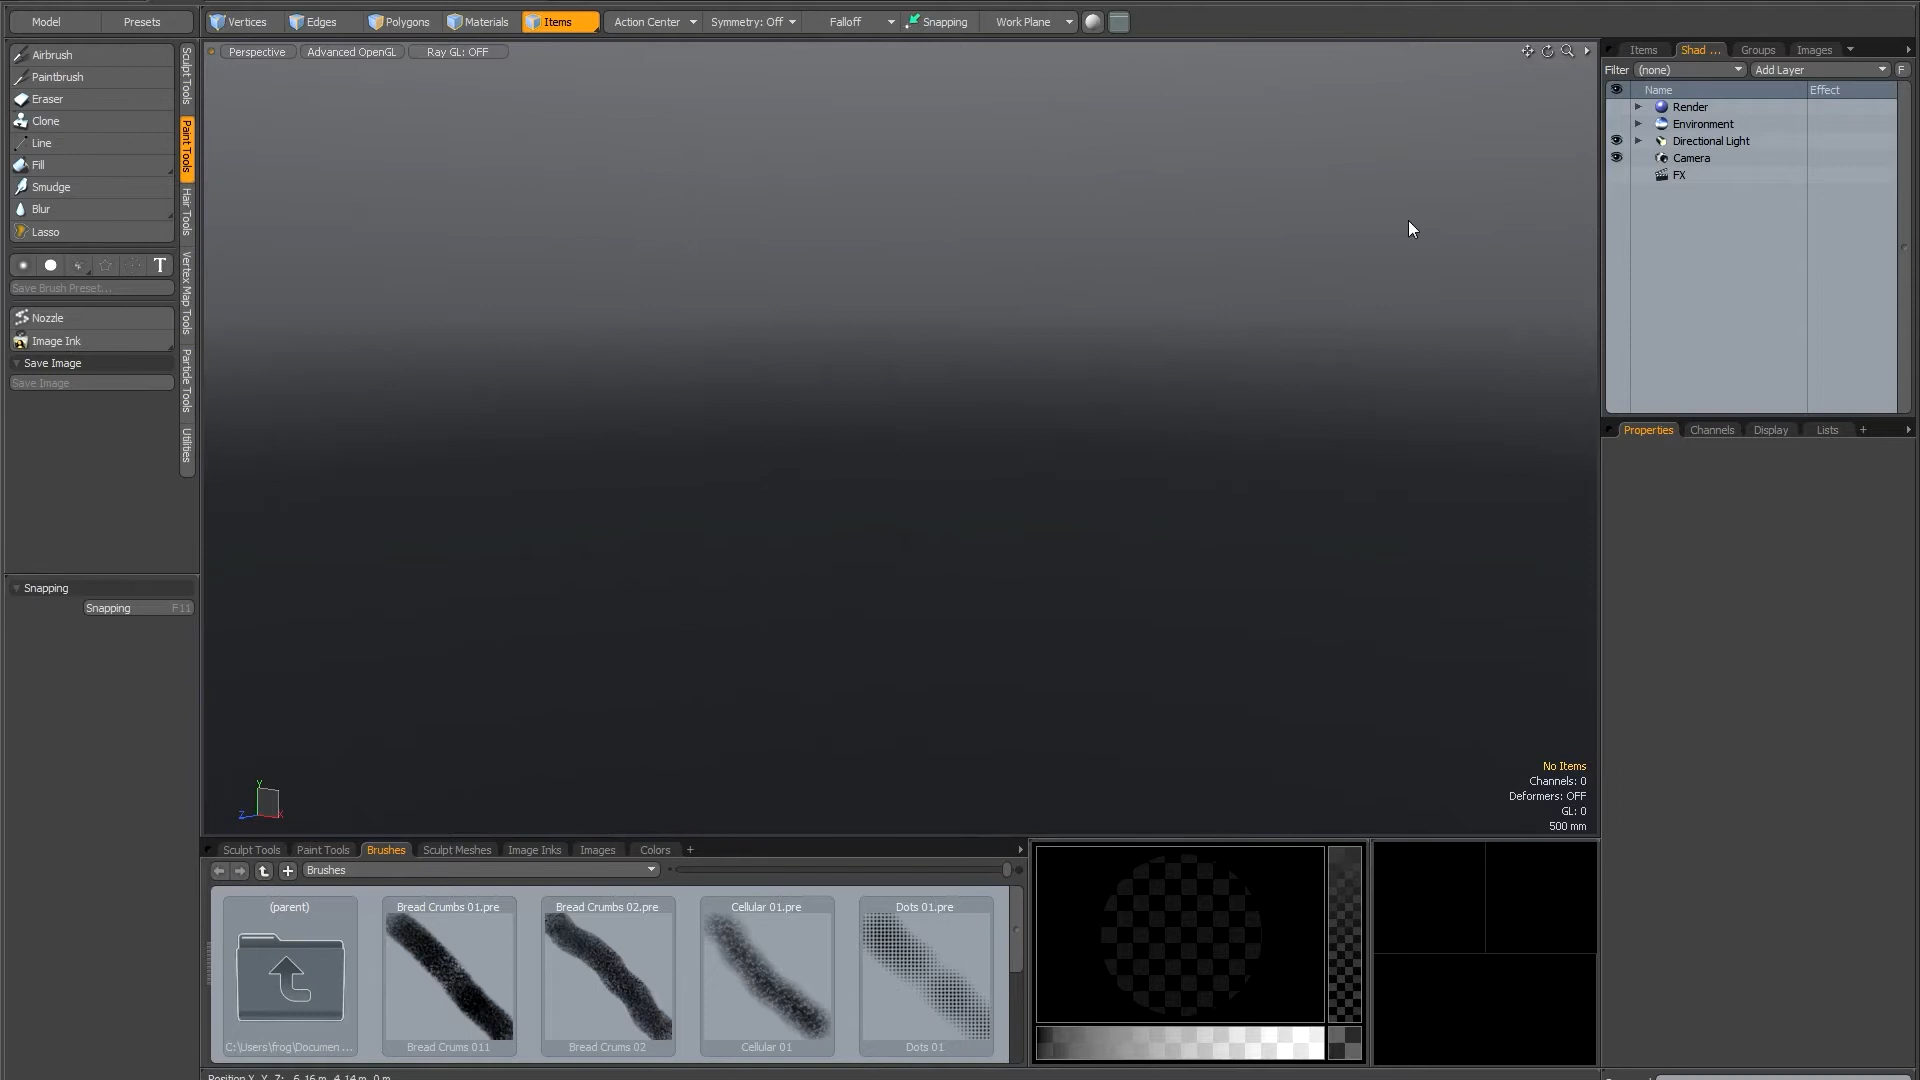 Model
Presets
Vertices
Edges
Polygons
Materials
Items
Action Center
Symmetry: Off
Falloff
Snapping
Work Plane
Airbrush
Paintbrush
Eraser
Clone
Line
Fill
Smudge
Blur
Lasso
T
Save Brush Preset...
Nozzle
Image Ink
Save Image
Save Image
Snapping
Snapping F11
Sculpt Tools
Paint Tools
Hair Tools
Vertex Map Tools
Particle Tools
Utilities
Perspective
Advanced OpenGL
Ray GL: OFF
Y
Z
X
No Items
Channels: 0
Deformers: OFF
GL: 0
500 mm
Items
Shad ...
Groups
Images
Filter
(none)
Add Layer
F
Name
Effect
Render
Environment
Directional Light
Camera
FX
Properties
Channels
Display
Lists
+
Sculpt Tools
Paint Tools
Brushes
Sculpt Meshes
Image Inks
Images
Colors
+
Brushes
(parent)
C:\Users\frog\Documen ...
Bread Crumbs 01.pre
Bread Crums 011
Bread Crumbs 02.pre
Bread Crums 02
Cellular 01.pre
Cellular 01
Dots 01.pre
Dots 01
Position X, Y, Z: 6.16 m, 4.14 m, 0 m